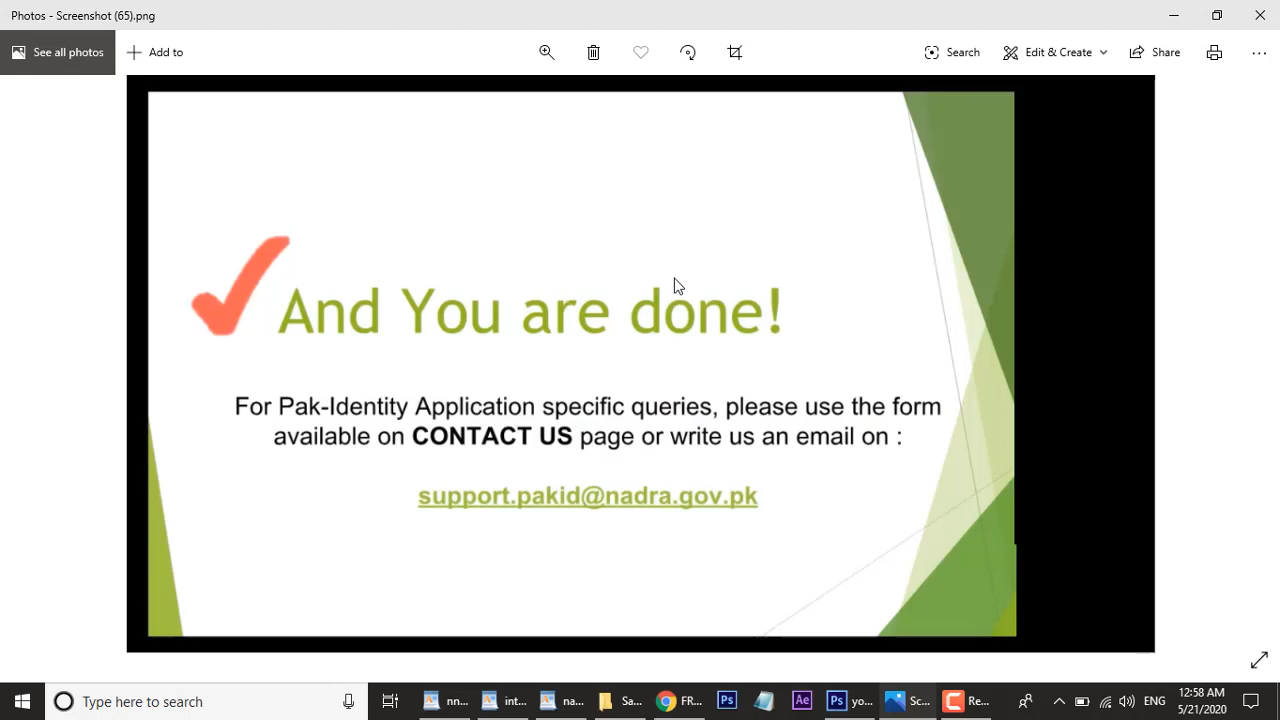 Photos - Screenshot (65).png
See all photos
Add to
Search
Edit & Create
Share
And You are done!
For Pak-Identity Application specific queries, please use the form
available on CONTACT US page or write us an email on :
support.pakid@nadra.gov.pk
Type here to search
nn...
int...
na...
Sa...
FR...
Ps
Ae
Ps
yo...
Sc...
Re...
ENG
12:58 AM
5/21/2020